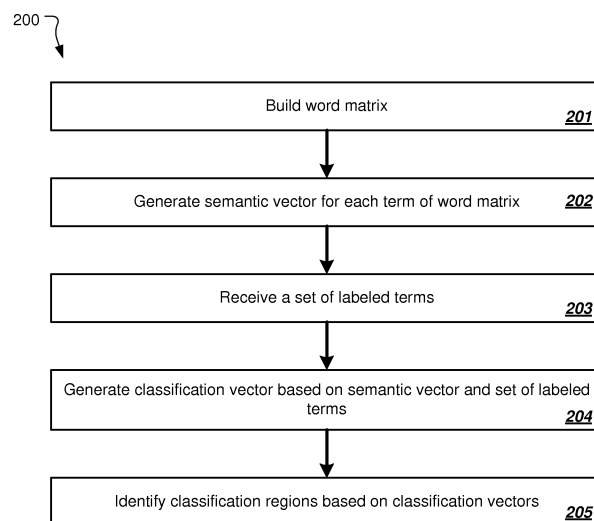 200
Build word matrix
201
Generate semantic vector for each term of word matrix
202
Receive a set of labeled terms
203
Generate classification vector based on semantic vector and set of labeled
terms
204
Identify classification regions based on classification vectors
205